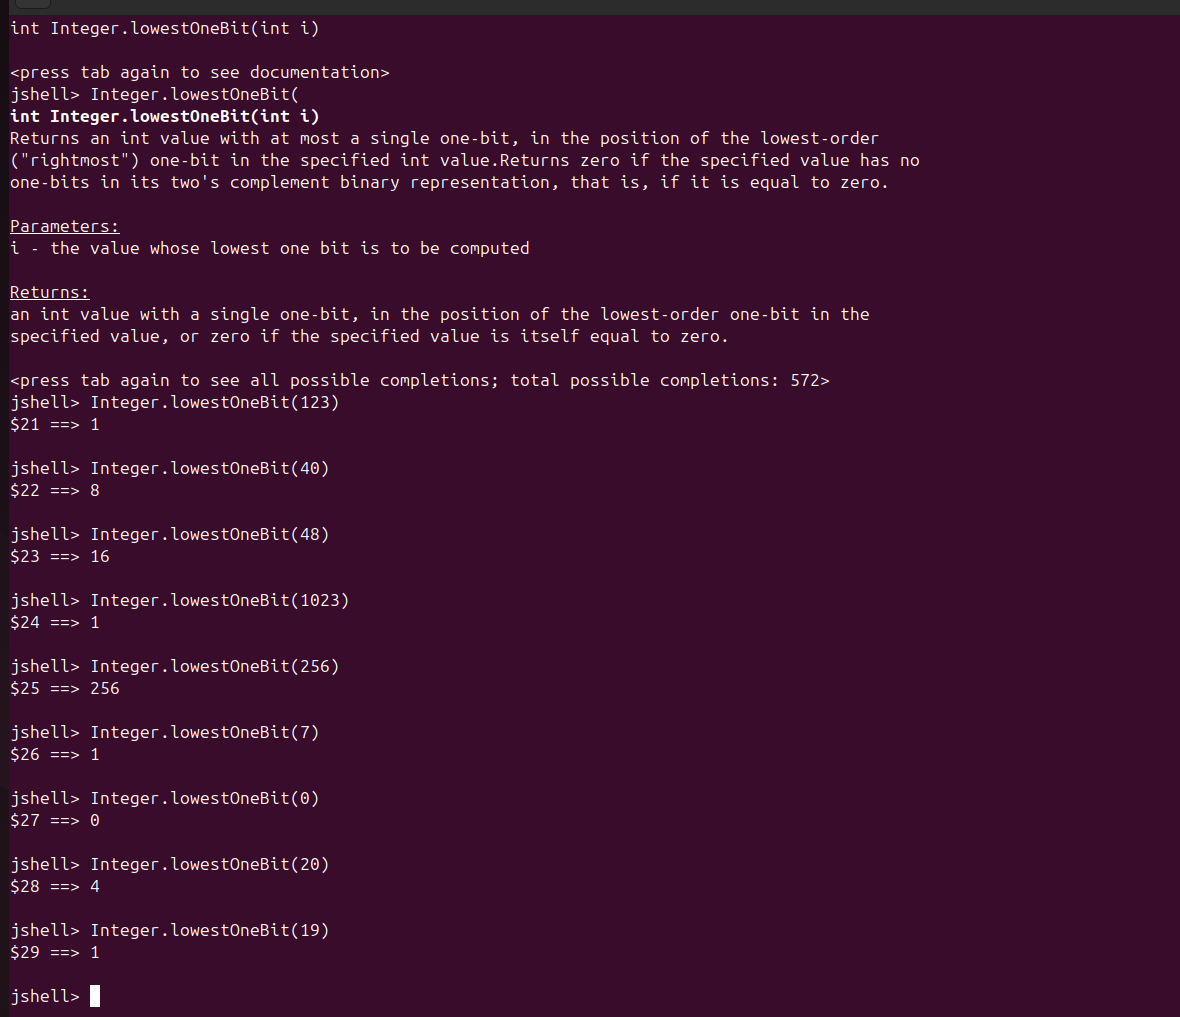 int Integer.lowestOneBit(int i)
<press tab again to see documentation>
jshell> Integer.lowestOneBit(
int Integer.lowestOneBit(int i)
Returns an int value with at most a single one-bit, in the position of the lowest-order
("rightmost") one-bit in the specified int value.Returns zero if the specified value has no
one-bits in its two's complement binary representation, that is, if it is equal to zero.
Parameters:
i - the value whose lowest one bit is to be computed
Returns:
an int value with a single one-bit, in the position of the lowest-order one-bit in the
specified value, or zero if the specified value is itself equal to zero.
<press tab again to see all possible completions; total possible completions: 572>
jshell> Integer.lowestOneBit(123)
$21 ==> 1
jshell> Integer.lowestOneBit(40)
$22 ==> 8
jshell> Integer.lowestOneBit(48)
$23 ==> 16
jshell> Integer.lowestOneBit(1023)
$24 ==> 1
jshell> Integer.lowestOneBit(256)
$25 ==> 256
jshell> Integer.lowestOneBit(7)
$26 ==> 1
jshell> Integer.lowestOneBit(0)
$27 ==> 0
jshell> Integer.lowestOneBit(20)
$28 ==> 4
jshell> Integer.lowestOneBit(19)
$29 ==> 1
jshell>